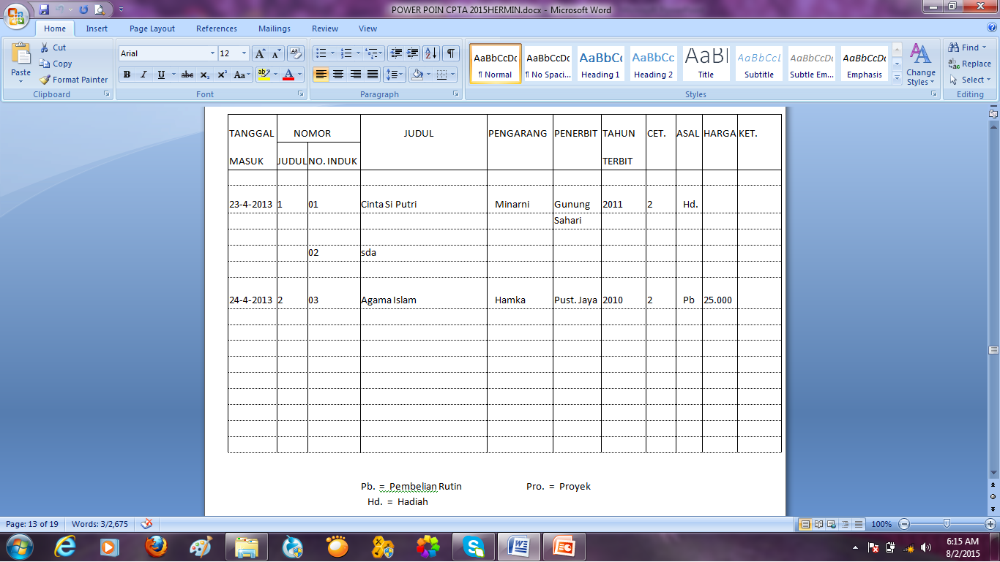 POWER POIN CPTA 2015HERMIN.docx - Microsoft Word
Home Insert Page Layout References Mailings Review View
Paste
Cut
Copy
Format Painter
Clipboard
Arial 12
B I U abc x₂ x² Aa
Font
Paragraph
AaBbCcDc AaBbCcDc AaBbCc AaBbCc AaBl AaBbCcL AaBbCcDc AaBbCcDc
¶ Normal ¶ No Spaci... Heading 1 Heading 2 Title Subtitle Subtle Em... Emphasis
Change Styles
Styles
Find
Replace
Select
Editing
TANGGAL NOMOR JUDUL PENGARANG PENERBIT TAHUN CET. ASAL HARGA KET.
MASUK JUDUL NO. INDUK TERBIT
23-4-2013 1 01 Cinta Si Putri Minarni Gunung 2011 2 Hd.
Sahari
02 sda
24-4-2013 2 03 Agama Islam Hamka Pust. Jaya 2010 2 Pb 25.000
Pb. = Pembelian Rutin Pro. = Proyek
Hd. = Hadiah
Page: 13 of 19 Words: 3/2,675 100%
6:15 AM
8/2/2015